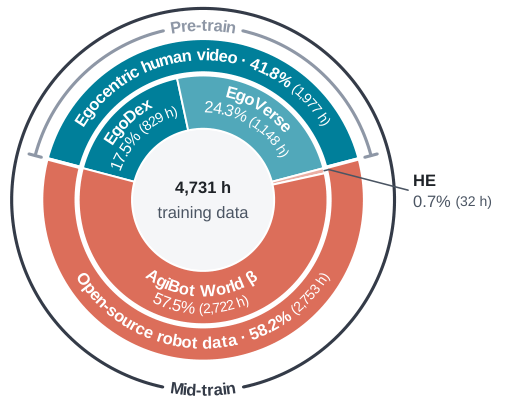 Pre-train
Egocentric human video · 41.8% (1,977 h)
EgoDex
17.5% (829 h)
EgoVerse
24.3% (1,148 h)
4,731 h
training data
HE
0.7% (32 h)
AgiBot World β
57.5% (2,722 h)
Open-source robot data · 58.2% (2,753 h)
Mid-train